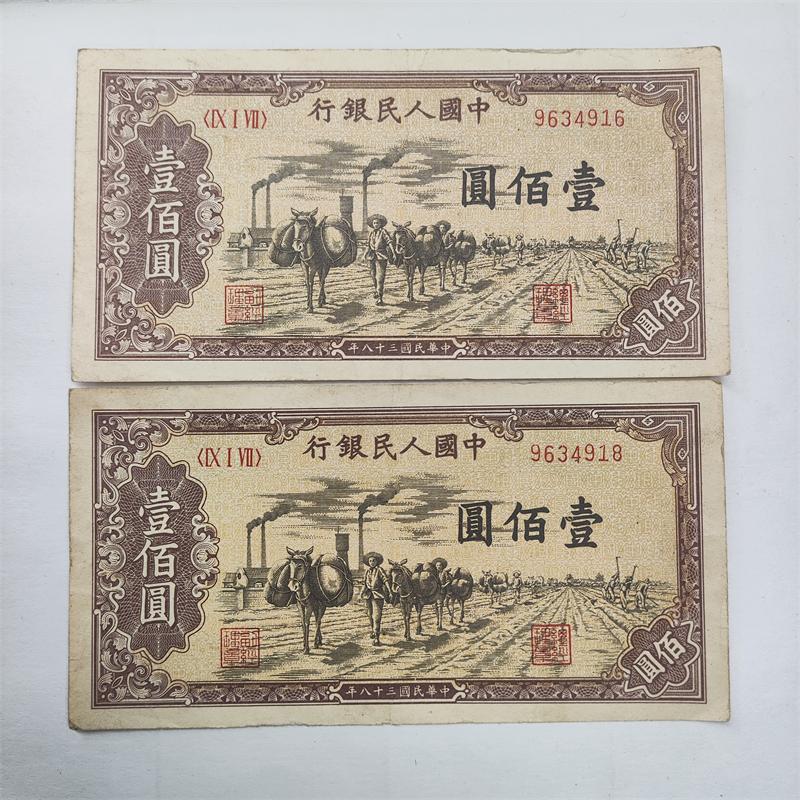 〈IX I VII〉
中國人民銀行
9634916
壹佰圓
壹佰圓
佰圓
中華民國三十八年
〈IX I VII〉
中國人民銀行
9634918
壹佰圓
壹佰圓
佰圓
中華民國三十八年